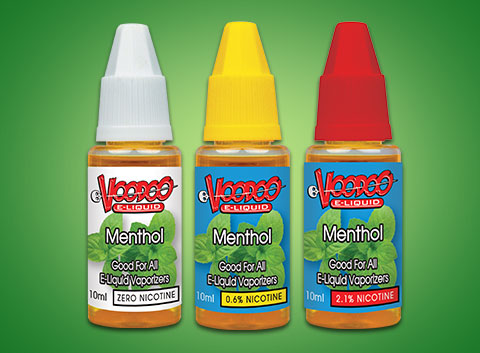 VOODOO
E-LIQUID
Menthol
Good For All
E-Liquid Vaporizers
10ml ZERO NICOTINE
VOODOO
E-LIQUID
Menthol
Good For All
E-Liquid Vaporizers
10ml 0.6% NICOTINE
VOODOO
E-LIQUID
Menthol
Good For All
E-Liquid Vaporizers
10ml 2.1% NICOTINE